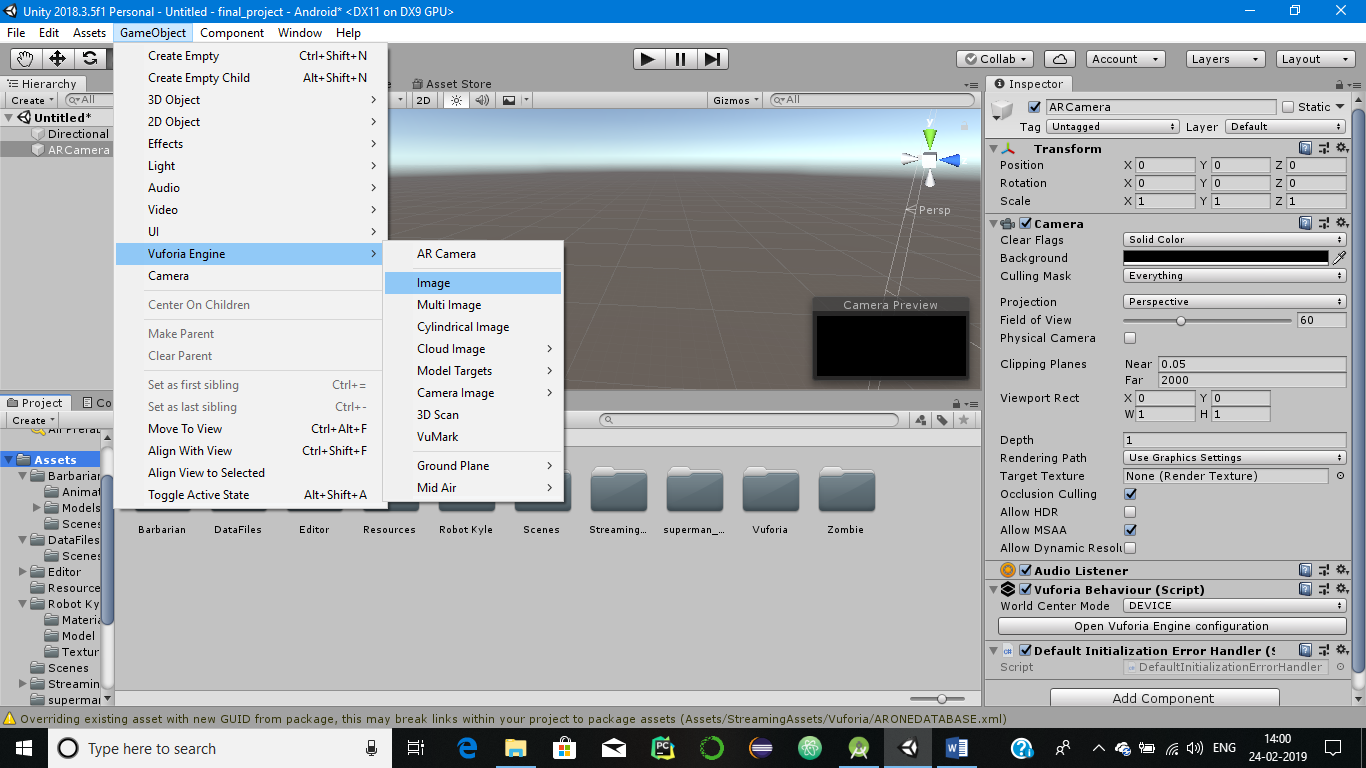 Unity 2018.3.5f1 Personal - Untitled - final_project - Android* <DX11 on DX9 GPU>
File Edit Assets GameObject Component Window Help
Collab Account Layers Layout
Hierarchy
Create All
Untitled*
Directional
ARCamera
Create Empty Ctrl+Shift+N
Create Empty Child Alt+Shift+N
3D Object
2D Object
Effects
Light
Audio
Video
UI
Vuforia Engine
Camera
Center On Children
Make Parent
Clear Parent
Set as first sibling Ctrl+=
Set as last sibling Ctrl+-
Move To View Ctrl+Alt+F
Align With View Ctrl+Shift+F
Align View to Selected
Toggle Active State Alt+Shift+A
AR Camera
Image
Multi Image
Cylindrical Image
Cloud Image
Model Targets
Camera Image
3D Scan
VuMark
Ground Plane
Mid Air
Asset Store
2D Gizmos All
y
Persp
Camera Preview
Inspector
ARCamera Static
Tag Untagged Layer Default
Transform
Position X 0 Y 0 Z 0
Rotation X 0 Y 0 Z 0
Scale X 1 Y 1 Z 1
Camera
Clear Flags Solid Color
Background
Culling Mask Everything
Projection Perspective
Field of View 60
Physical Camera
Clipping Planes Near 0.05
Far 2000
Viewport Rect X 0 Y 0
W 1 H 1
Depth 1
Rendering Path Use Graphics Settings
Target Texture None (Render Texture)
Occlusion Culling
Allow HDR
Allow MSAA
Allow Dynamic Resolu
Audio Listener
Vuforia Behaviour (Script)
World Center Mode DEVICE
Open Vuforia Engine configuration
Default Initialization Error Handler (S
Script DefaultInitializationErrorHandler
Add Component
Project Co
Create
All Prefab
Assets
Barbarian
Animat
Models
Scenes
DataFiles
Scenes
Editor
Resource
Robot Ky
Materia
Model
Textur
Scenes
Streamin
superma
Barbarian DataFiles Editor Resources Robot Kyle Scenes Streaming... superman_... Vuforia Zombie
Overriding existing asset with new GUID from package, this may break links within your project to package assets (Assets/StreamingAssets/Vuforia/ARONEDATABASE.xml)
Type here to search
ENG
14:00
24-02-2019